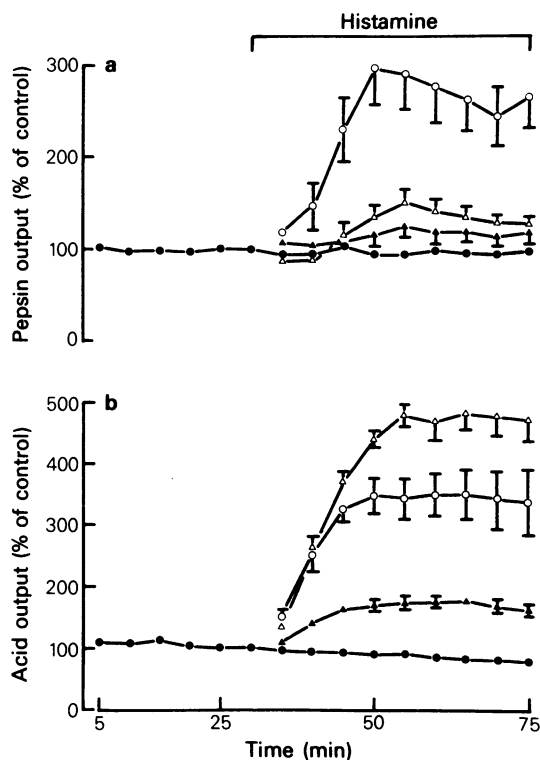 Histamine
a
Pepsin output (% of control)
300
200
100
0
b
Acid output (% of control)
500
400
300
200
100
0
5
25
50
75
Time (min)